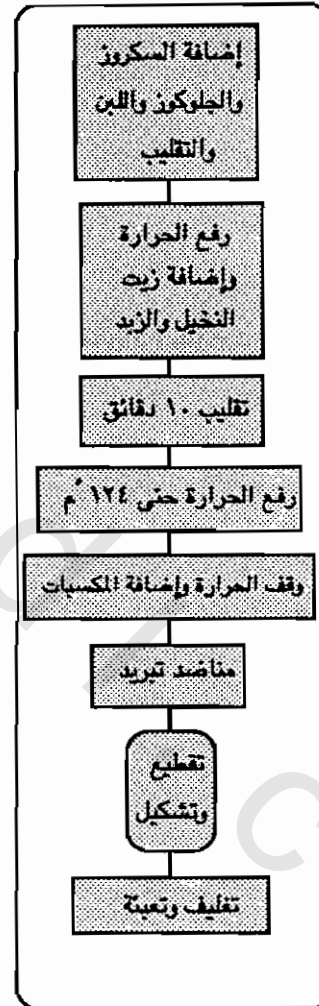 إضافة السكروز
والجلوكوز واللبن
والتقليب
رفع الحرارة
وإضافة زيت
النخيل والزبد
تقليب ١٠ دقائق
رفع الحرارة حتى ١٢٤ ْم
وقف الحرارة وإضافة المكسبات
مناضد تبريد
تقطيع
وتشكيل
تغليف وتعبئة